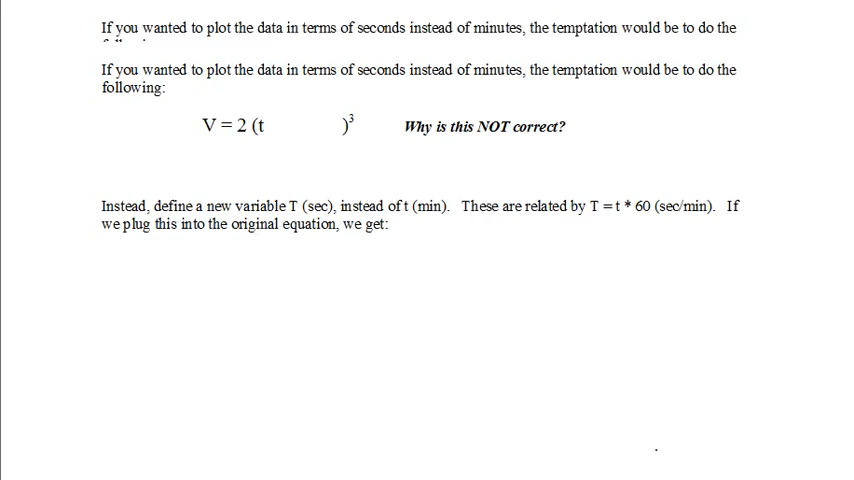 If you wanted to plot the data in terms of seconds instead of minutes, the temptation would be to do the
If you wanted to plot the data in terms of seconds instead of minutes, the temptation would be to do the
following:
V = 2 (t )³ Why is this NOT correct?
Instead, define a new variable T (sec), instead of t (min). These are related by T = t * 60 (sec/min). If
we plug this into the original equation, we get: